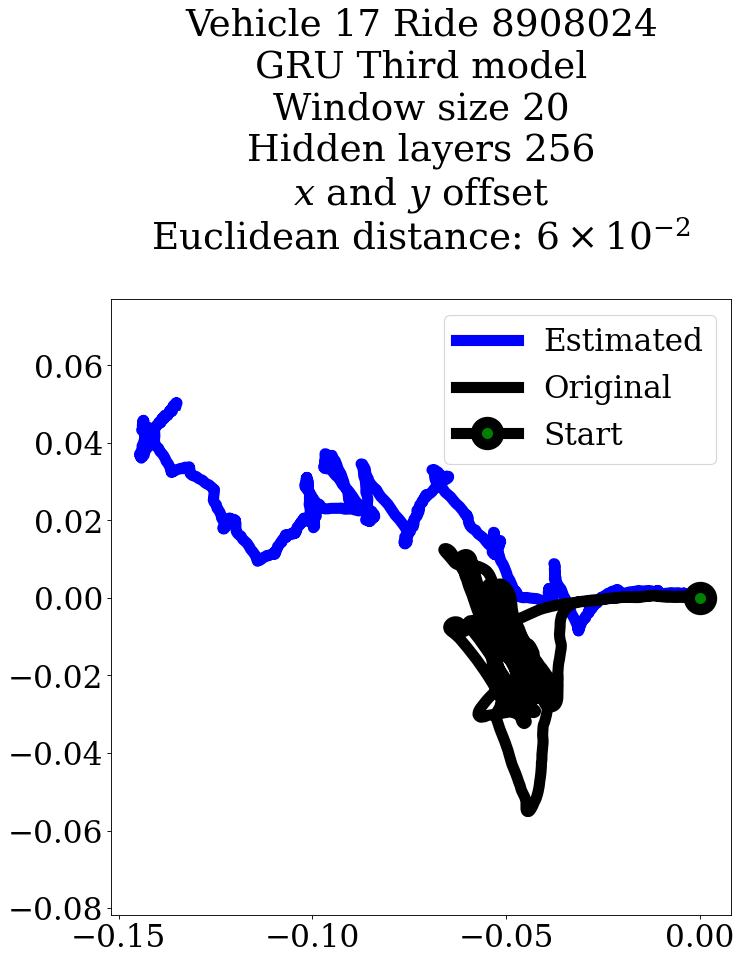 Vehicle 17 Ride 8908024
GRU Third model
Window size 20
Hidden layers 256
x and y offset
Euclidean distance: 6 × 10⁻²
Estimated
Original
Start
0.06
0.04
0.02
0.00
−0.02
−0.04
−0.06
−0.08
−0.15 −0.10 −0.05 0.00